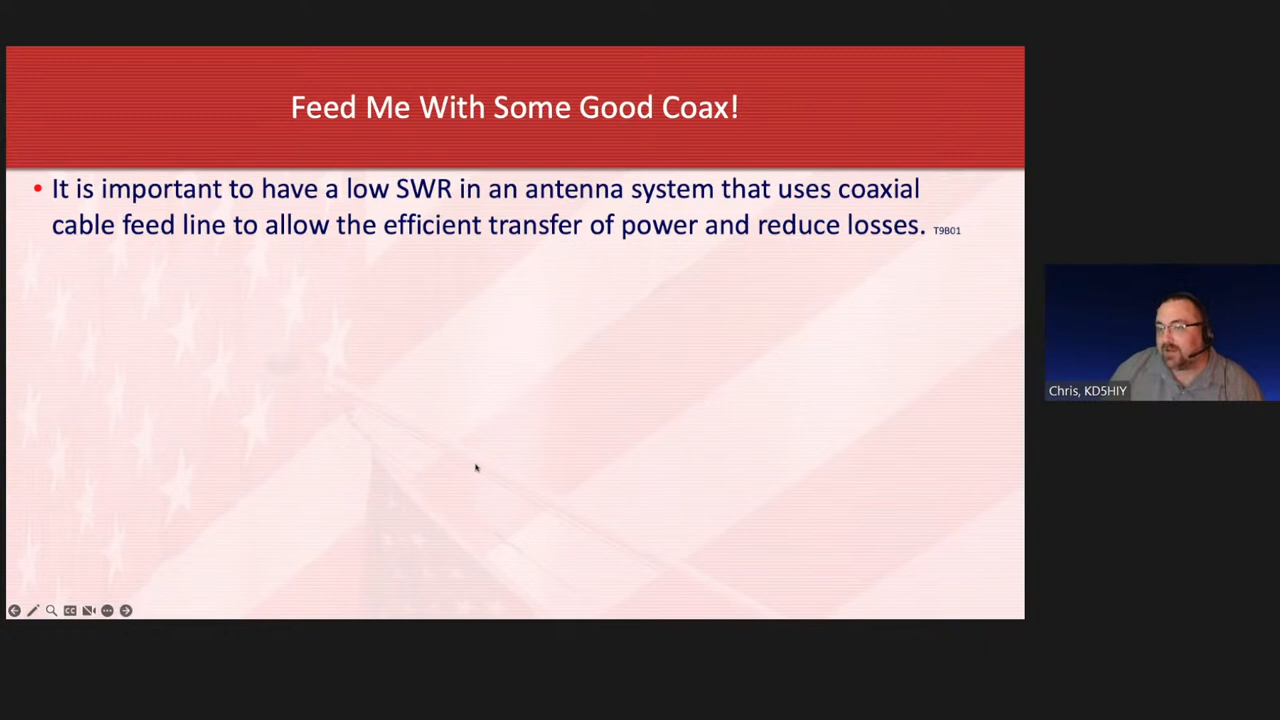 Feed Me With Some Good Coax!
• It is important to have a low SWR in an antenna system that uses coaxial
cable feed line to allow the efficient transfer of power and reduce losses. T9B01
Chris, KD5HIY
CC